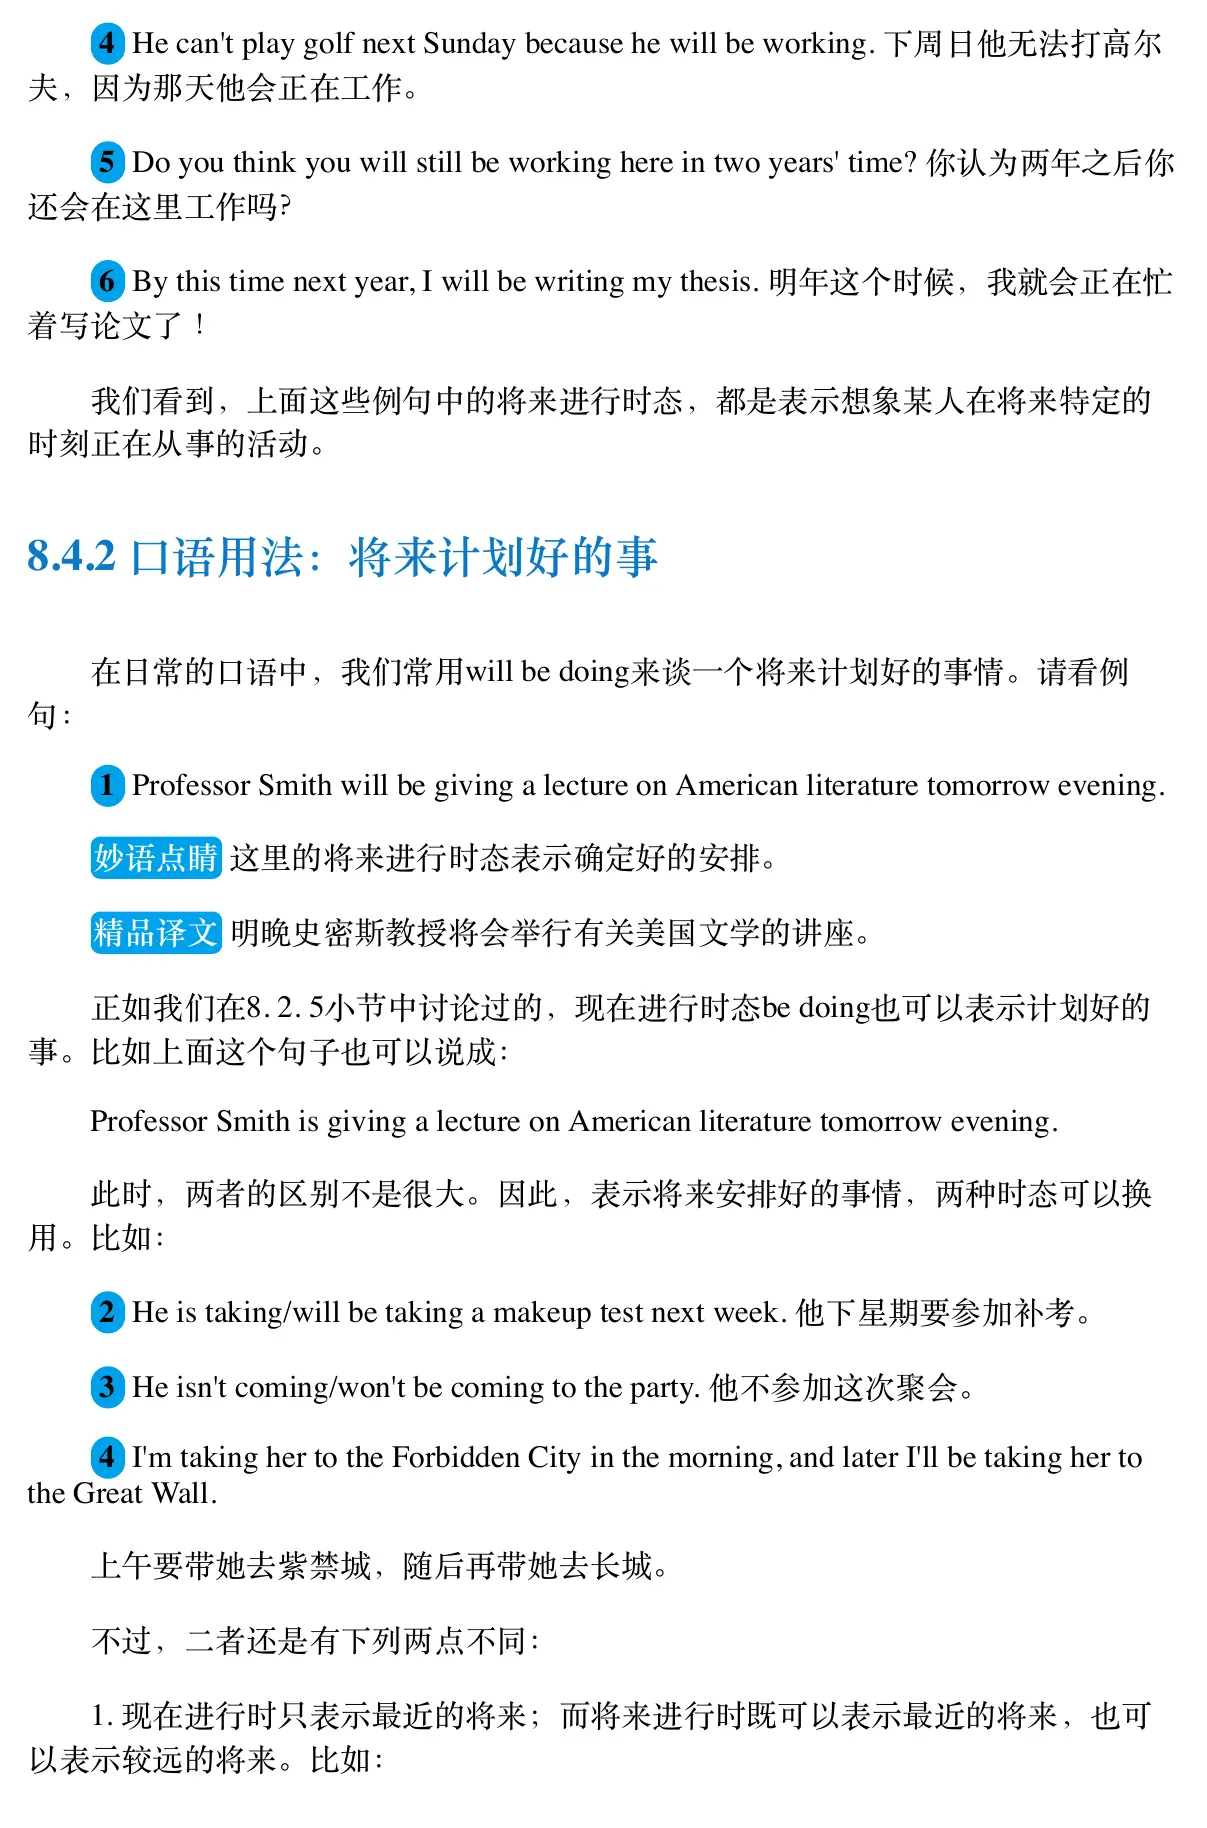 4 He can't play golf next Sunday because he will be working. 下周日他无法打高尔
夫，因为那天他会正在工作。
5 Do you think you will still be working here in two years' time? 你认为两年之后你
还会在这里工作吗?
6 By this time next year, I will be writing my thesis. 明年这个时候，我就会正在忙
着写论文了！
我们看到，上面这些例句中的将来进行时态，都是表示想象某人在将来特定的
时刻正在从事的活动。
8.4.2 口语用法：将来计划好的事
在日常的口语中，我们常用will be doing来谈一个将来计划好的事情。请看例
句：
1 Professor Smith will be giving a lecture on American literature tomorrow evening.
妙语点睛 这里的将来进行时态表示确定好的安排。
精品译文 明晚史密斯教授将会举行有关美国文学的讲座。
正如我们在8.2.5小节中讨论过的，现在进行时态be doing也可以表示计划好的
事。比如上面这个句子也可以说成：
Professor Smith is giving a lecture on American literature tomorrow evening.
此时，两者的区别不是很大。因此，表示将来安排好的事情，两种时态可以换
用。比如：
2 He is taking/will be taking a makeup test next week. 他下星期要参加补考。
3 He isn't coming/won't be coming to the party. 他不参加这次聚会。
4 I'm taking her to the Forbidden City in the morning, and later I'll be taking her to
the Great Wall.
上午要带她去紫禁城，随后再带她去长城。
不过，二者还是有下列两点不同：
1. 现在进行时只表示最近的将来；而将来进行时既可以表示最近的将来，也可
以表示较远的将来。比如：